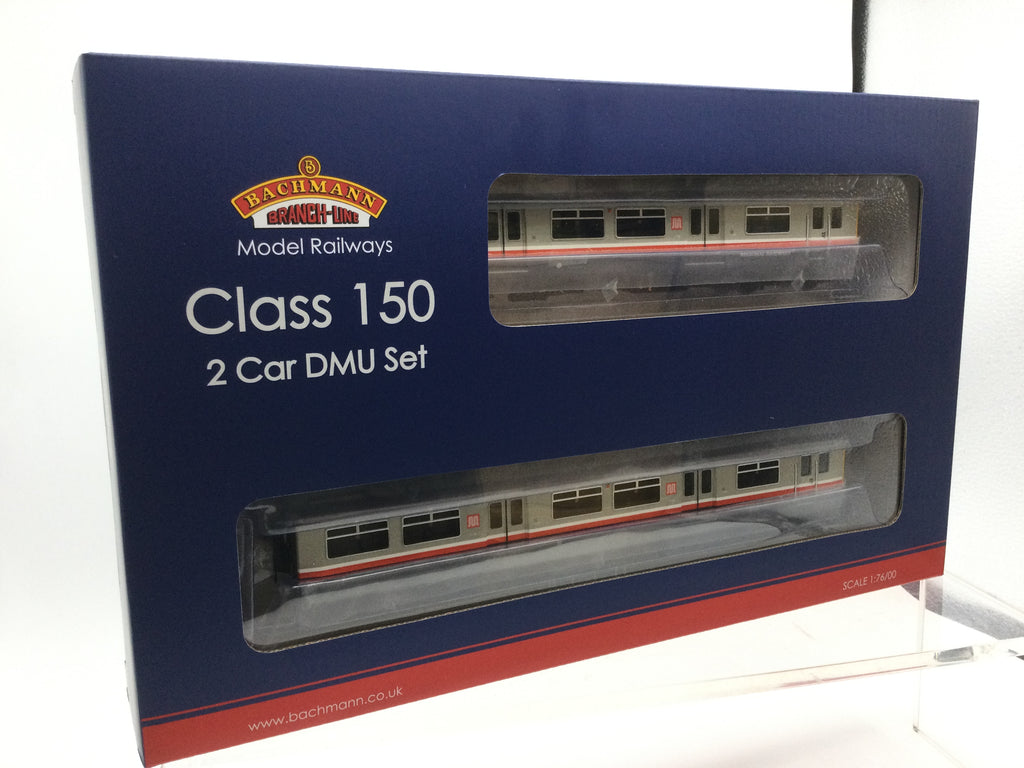 B
BACHMANN
BRANCH-LINE
Model Railways
Class 150
2 Car DMU Set
SCALE 1:76/00
www.bachmann.co.uk